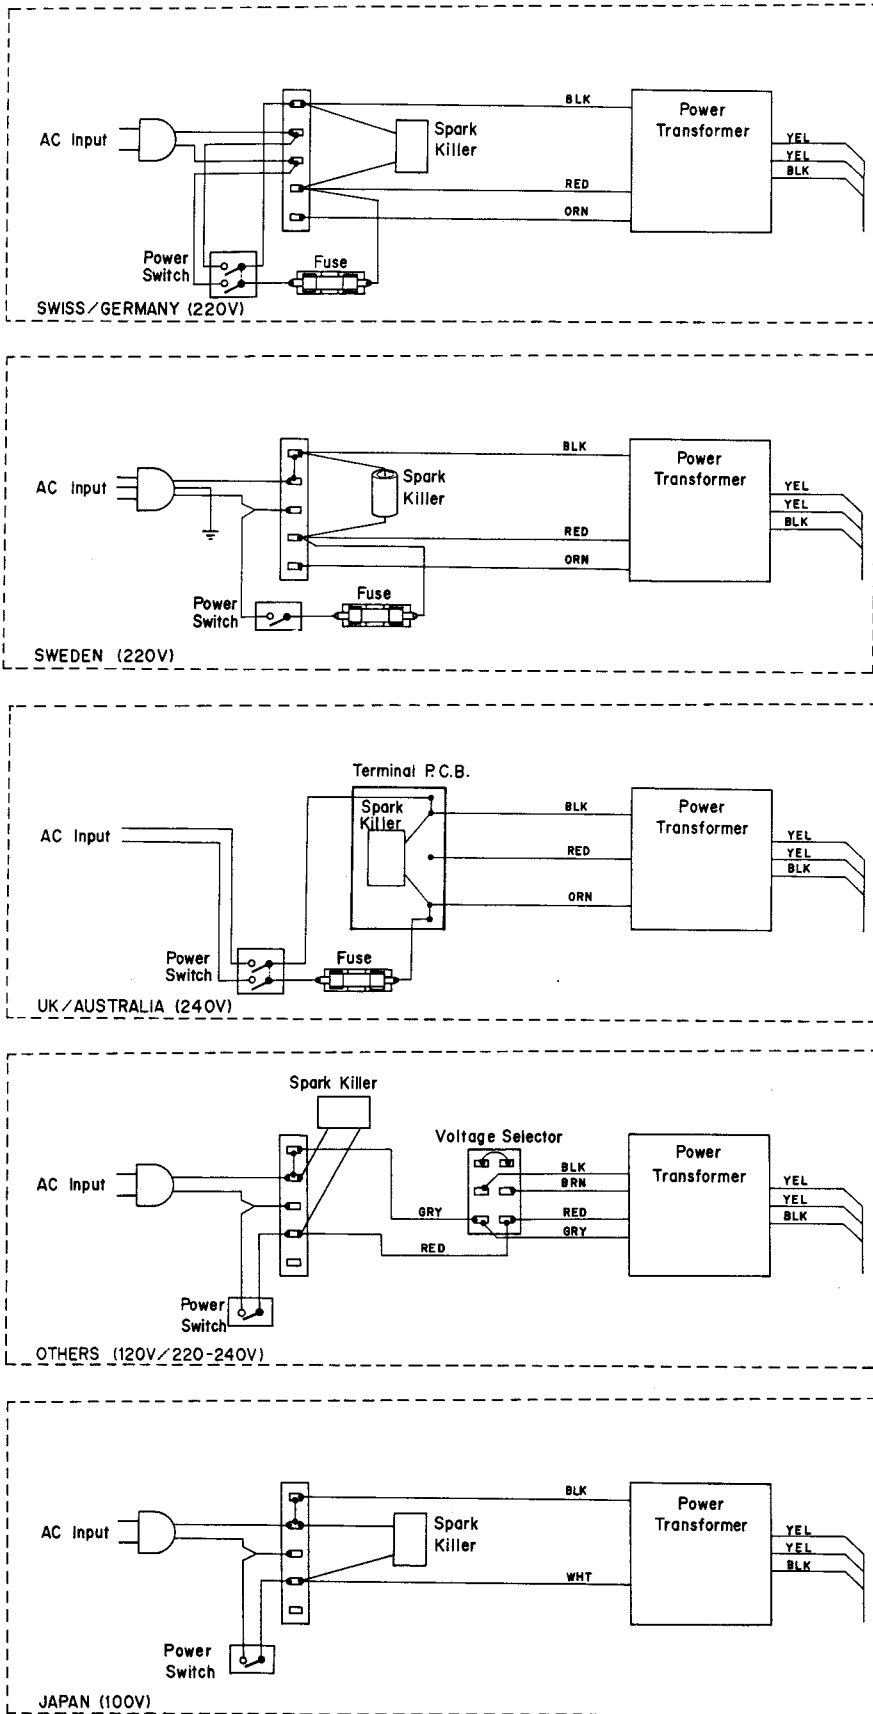 BLK
Power
Transformer
AC Input
Spark
Killer
YEL
YEL
BLK
RED
ORN
Power
Switch
Fuse
SWISS/GERMANY (220V)
BLK
Power
Transformer
AC Input
Spark
Killer
YEL
YEL
BLK
RED
ORN
Power
Switch
Fuse
SWEDEN (220V)
Terminal P.C.B.
Spark
Killer
BLK
Power
Transformer
AC Input
YEL
YEL
BLK
RED
ORN
Power
Switch
Fuse
UK/AUSTRALIA (240V)
Spark Killer
Voltage Selector
Power
Transformer
BLK
BRN
AC Input
YEL
YEL
BLK
GRY
RED
GRY
RED
Power
Switch
OTHERS (120V/220-240V)
BLK
Power
Transformer
AC Input
Spark
Killer
YEL
YEL
BLK
WHT
Power
Switch
JAPAN (100V)